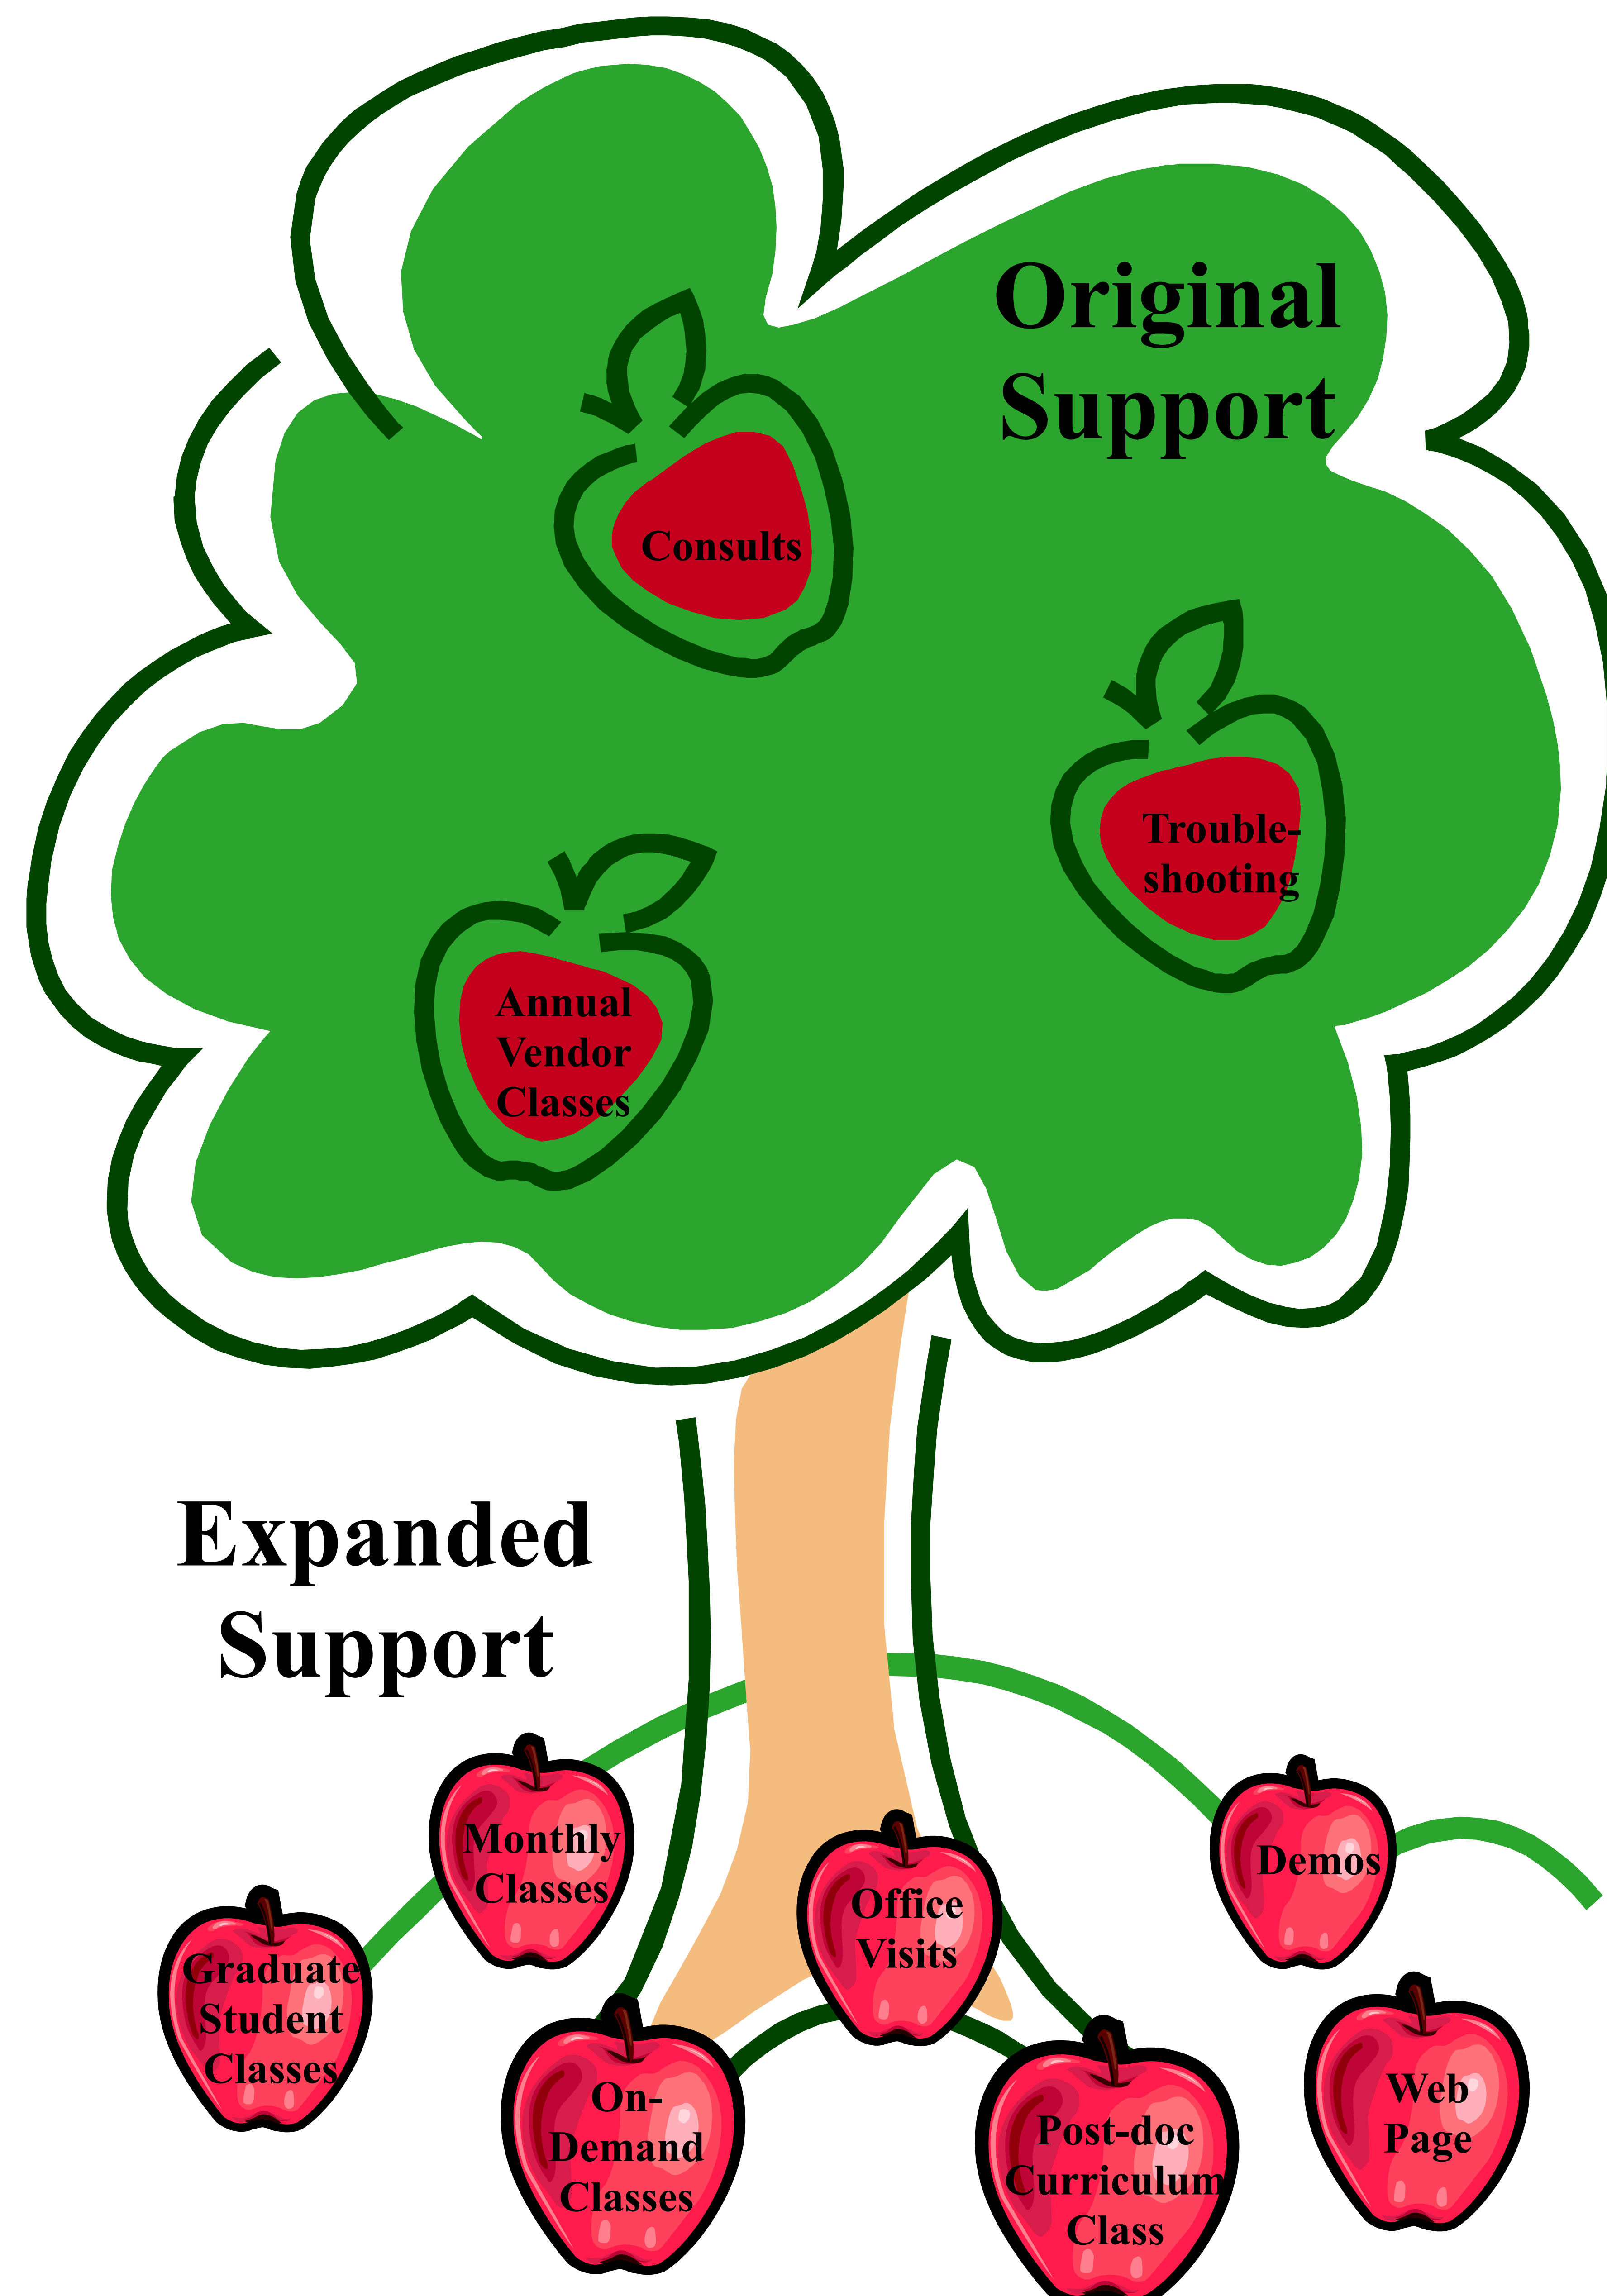 Original
Support
Consults
Trouble-
shooting
Annual
Vendor
Classes
Expanded
Support
Monthly
Classes
Demos
Office
Visits
Graduate
Student
Classes
On-
Demand
Classes
Post-doc
Curriculum
Class
Web
Page